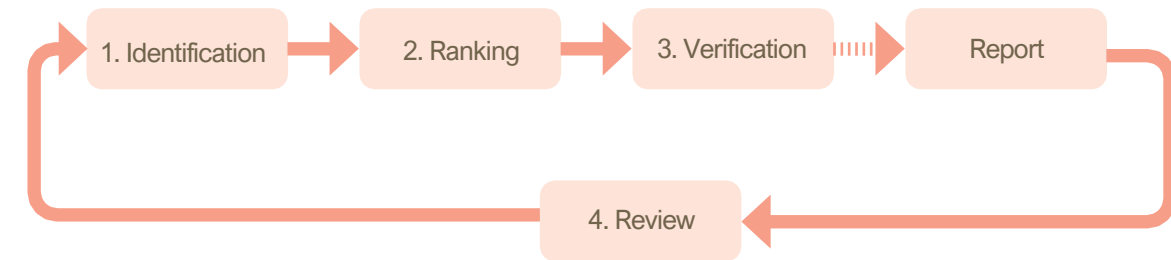 1. Identification
2. Ranking
3. Verification
Report
4. Review